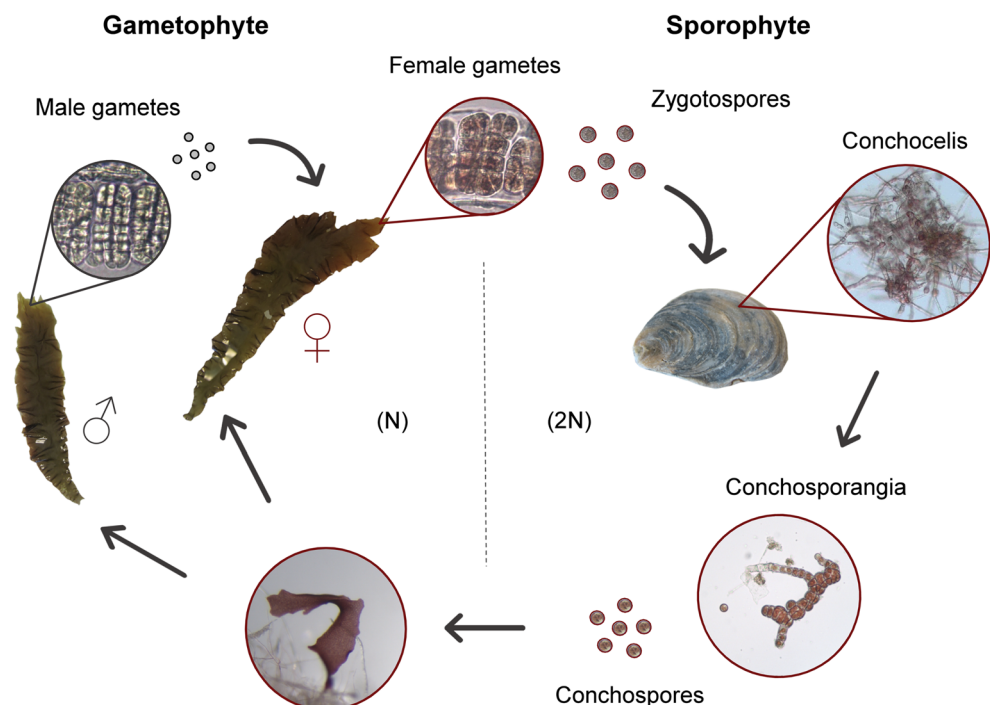 Gametophyte
Sporophyte
Female gametes
Male gametes
Zygotospores
Conchocelis
♀
♂
(N)
(2N)
Conchosporangia
Conchospores